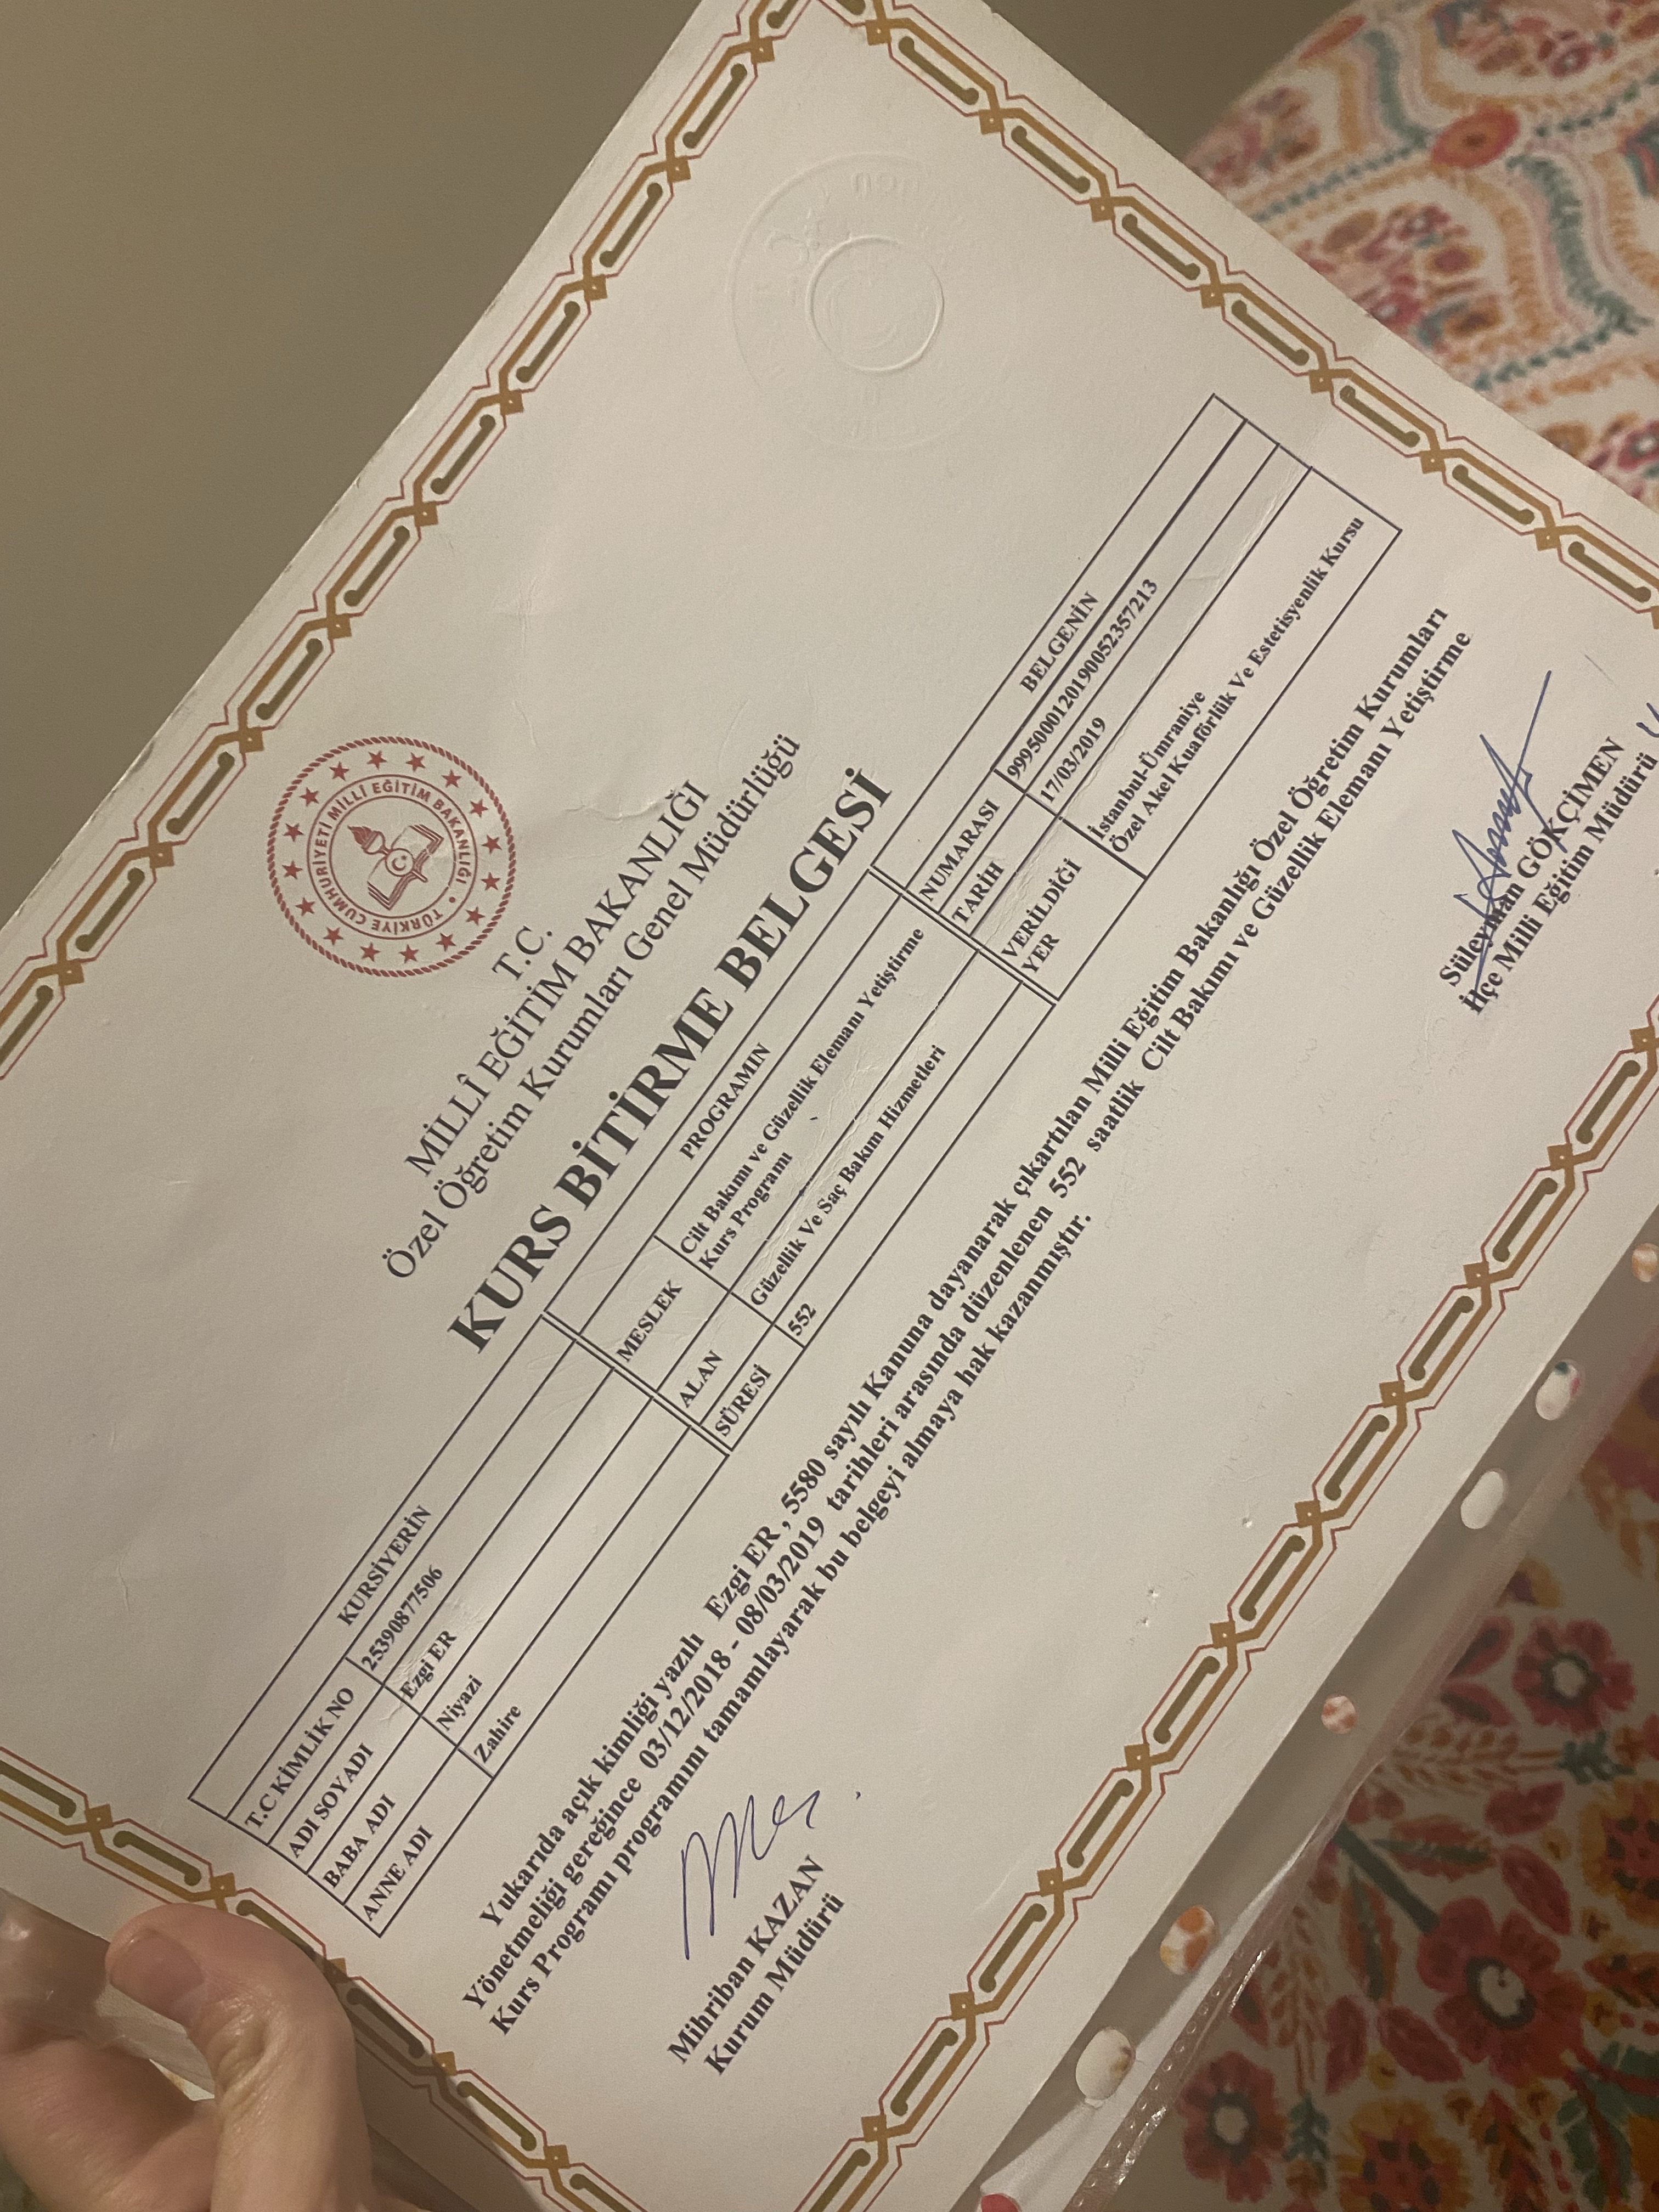 TÜRKİYE CUMHURİYETİ MİLLÎ EĞİTİM BAKANLIĞI
T.C.
MİLLÎ EĞİTİM BAKANLIĞI
Özel Öğretim Kurumları Genel Müdürlüğü
KURS BİTİRME BELGESİ
KURSİYERİN
T.C KİMLİK NO 25390877506
ADI SOYADI Ezgi ER
BABA ADI Niyazi
ANNE ADI Zahire
PROGRAMIN
MESLEK Cilt Bakımı ve Güzellik Elemanı Yetiştirme
Kurs Programı
ALAN Güzellik Ve Saç Bakım Hizmetleri
SÜRESİ 552
BELGENİN
NUMARASI 9995000120190052357213
TARİH 17/03/2019
VERİLDİĞİ
YER
İstanbul-Ümraniye
Özel Akel Kuaförlük Ve Estetisyenlik Kursu
Yukarıda açık kimliği yazılı Ezgi ER , 5580 sayılı Kanuna dayanarak çıkartılan Milli Eğitim Bakanlığı Özel Öğretim Kurumları
Yönetmeliği gereğince 03/12/2018 - 08/03/2019 tarihleri arasında düzenlenen 552 saatlik Cilt Bakımı ve Güzellik Elemanı Yetiştirme
Kurs Programı programını tamamlayarak bu belgeyi almaya hak kazanmıştır.
Mihriban KAZAN
Kurum Müdürü
Süleyman GÖKÇİMEN
İlçe Milli Eğitim Müdürü